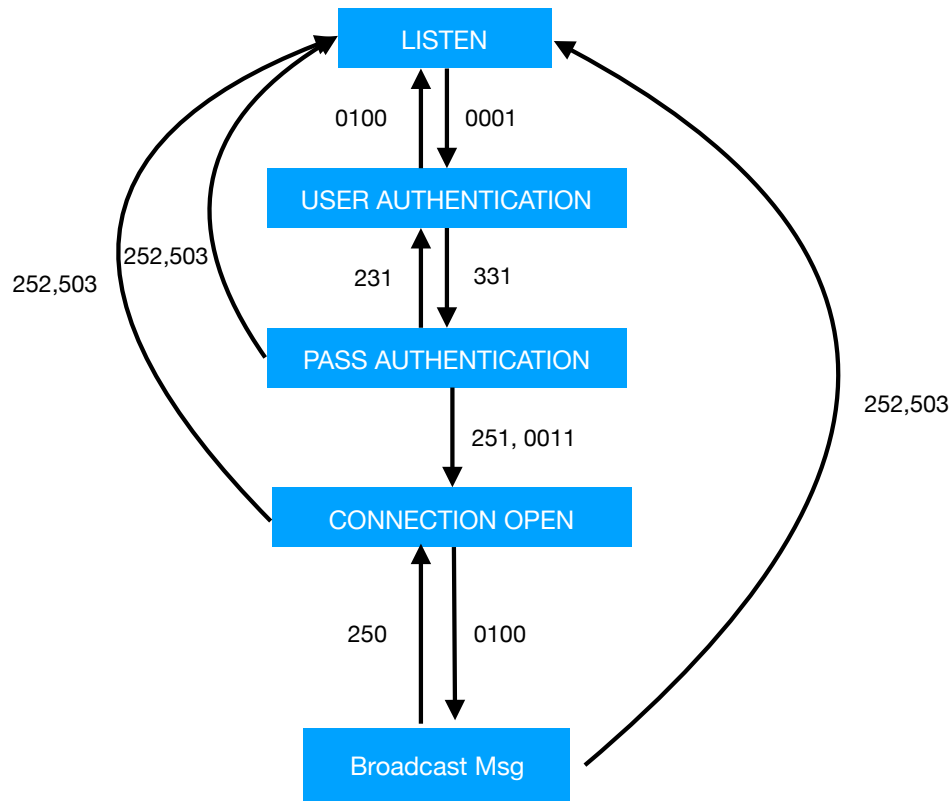 LISTEN
0100
0001
USER AUTHENTICATION
252,503
252,503
231
331
PASS AUTHENTICATION
252,503
251, 0011
CONNECTION OPEN
250
0100
Broadcast Msg